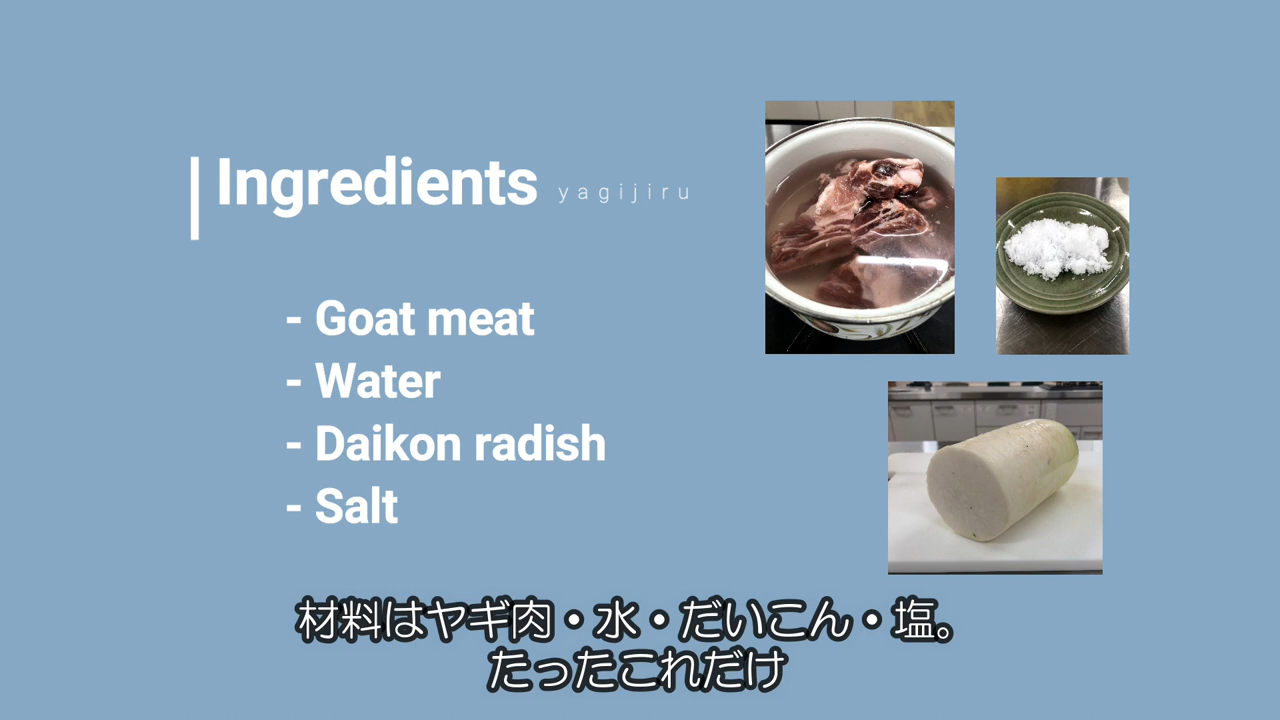 Ingredients yagijiru
- Goat meat
- Water
- Daikon radish
- Salt
材料はヤギ肉・水・だいこん・塩。
たったこれだけ